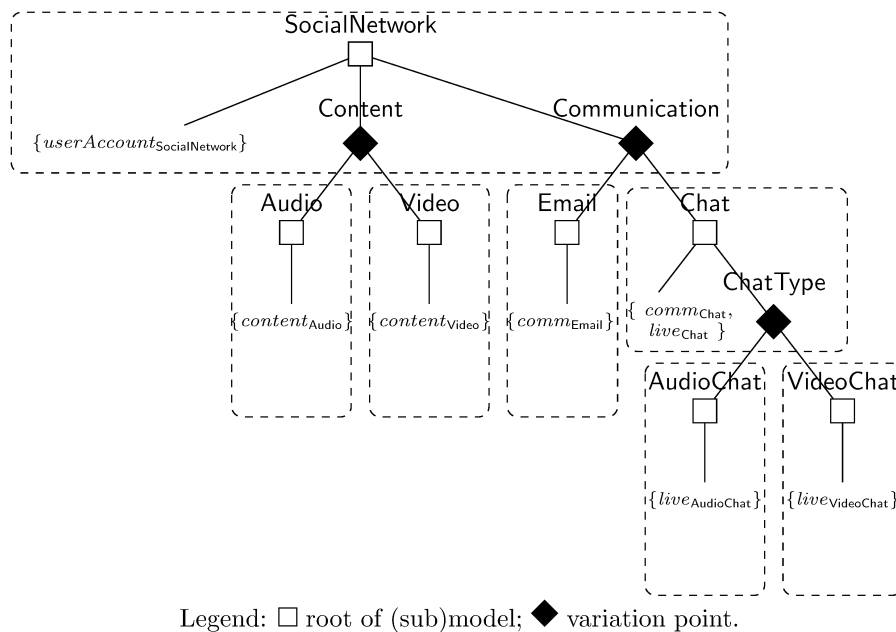 SocialNetwork
Content
Communication
{userAccount_SocialNetwork}
Audio
Video
Email
Chat
ChatType
{content_Audio}
{content_Video}
{comm_Email}
{ comm_Chat,
live_Chat }
AudioChat
VideoChat
{live_AudioChat}
{live_VideoChat}
Legend: □ root of (sub)model; ◆ variation point.